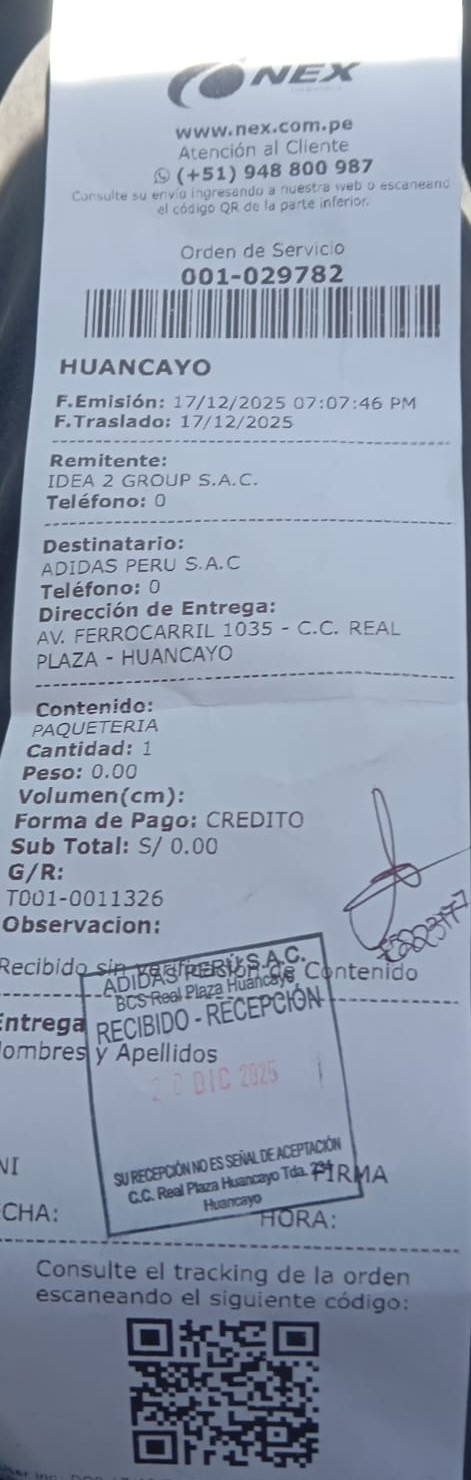 NEX
www.nex.com.pe
Atención al Cliente
(+51) 948 800 987
Consulte su envío ingresando a nuestra web o escaneand
el código QR de la parte inferior.
Orden de Servicio
001-029782
HUANCAYO
F.Emisión: 17/12/2025 07:07:46 PM
F.Traslado: 17/12/2025
Remitente:
IDEA 2 GROUP S.A.C.
Teléfono: 0
Destinatario:
ADIDAS PERU S.A.C
Teléfono: 0
Dirección de Entrega:
AV. FERROCARRIL 1035 - C.C. REAL
PLAZA - HUANCAYO
Contenido:
PAQUETERIA
Cantidad: 1
Peso: 0.00
Volumen(cm):
Forma de Pago: CREDITO
Sub Total: S/ 0.00
G/R:
T001-0011326
Observacion:
Recibido sin verificación de Contenido
ADIDAS PERU S.A.C.
BCS-Real Plaza Huancayo
RECIBIDO - RECEPCIÓN
Entrega
ombres y Apellidos
DIC 2025
SU RECEPCIÓN NO ES SEÑAL DE ACEPTACIÓN
C.C. Real Plaza Huancayo Tda.
Huancayo
NI
FIRMA
CHA:
HORA:
Consulte el tracking de la orden
escaneando el siguiente código: